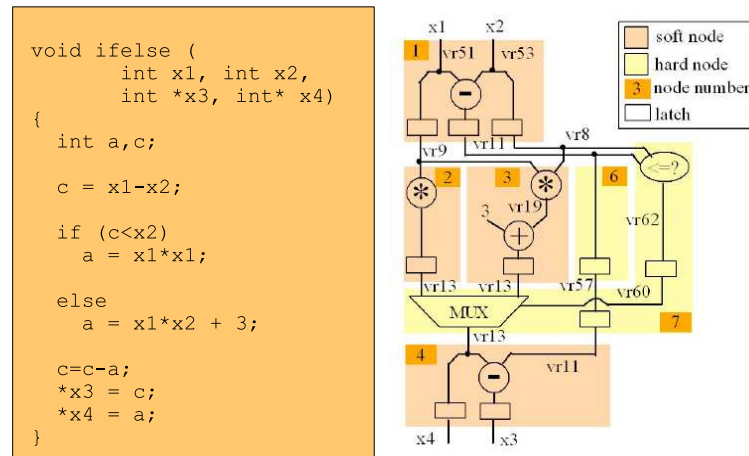 void ifelse (
int x1, int x2,
int *x3, int* x4)
{
int a,c;
c = x1-x2;
if (c<x2)
a = x1*x1;
else
a = x1*x2 + 3;
c=c-a;
*x3 = c;
*x4 = a;
}
x1 x2
1 vr51 vr53
-
vr9 vr11 vr8
<=?
2 3 6
* *
vr19
3
+
vr62
vr13 vr13 vr57 vr60
MUX
7
vr13
4
- vr11
x4 x3
soft node
hard node
3 node number
latch